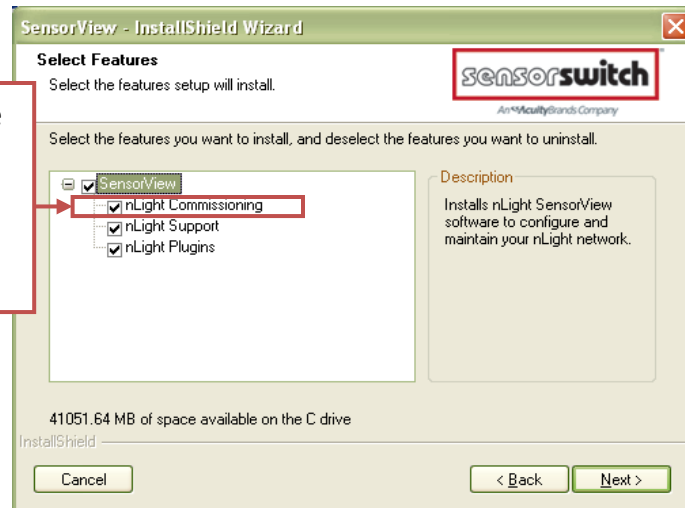 SensorView - InstallShield Wizard
Select Features
Select the features setup will install.
sensorswitch
An AcuityBrands Company
e
Select the features you want to install, and deselect the features you want to uninstall.
SensorView
nLight Commissioning
nLight Support
nLight Plugins
Description
Installs nLight SensorView
software to configure and
maintain your nLight network.
41051.64 MB of space available on the C drive
InstallShield
Cancel
< Back
Next >